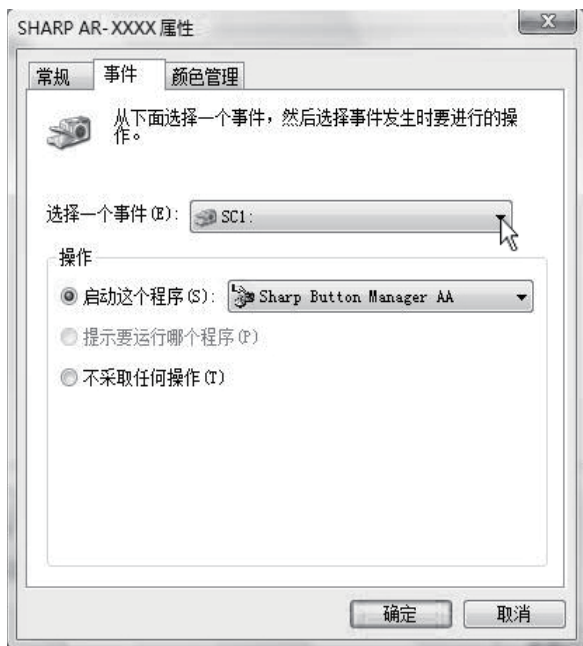 SHARP AR-XXXX 属性
常规 事件 颜色管理
从下面选择一个事件，然后选择事件发生时要进行的操
作。
选择一个事件(E): SC1:
操作
启动这个程序(S): Sharp Button Manager AA
提示要运行哪个程序(P)
不采取任何操作(T)
确定 取消